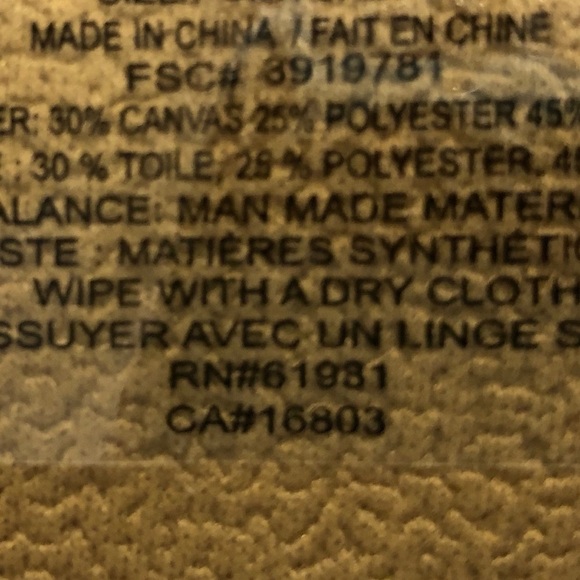 MADE IN CHINA / FAIT EN CHINE
FSC# 3919781
ER: 30% CANVAS 25% POLYESTER 45%
: 30 % TOILE, 25 % POLYESTER,
ALANCE: MAN MADE MATER
STE : MATIÈRES SYNTHÉTI
WIPE WITH A DRY CLOTH
SSUYER AVEC UN LINGE S
RN#61981
CA#16803